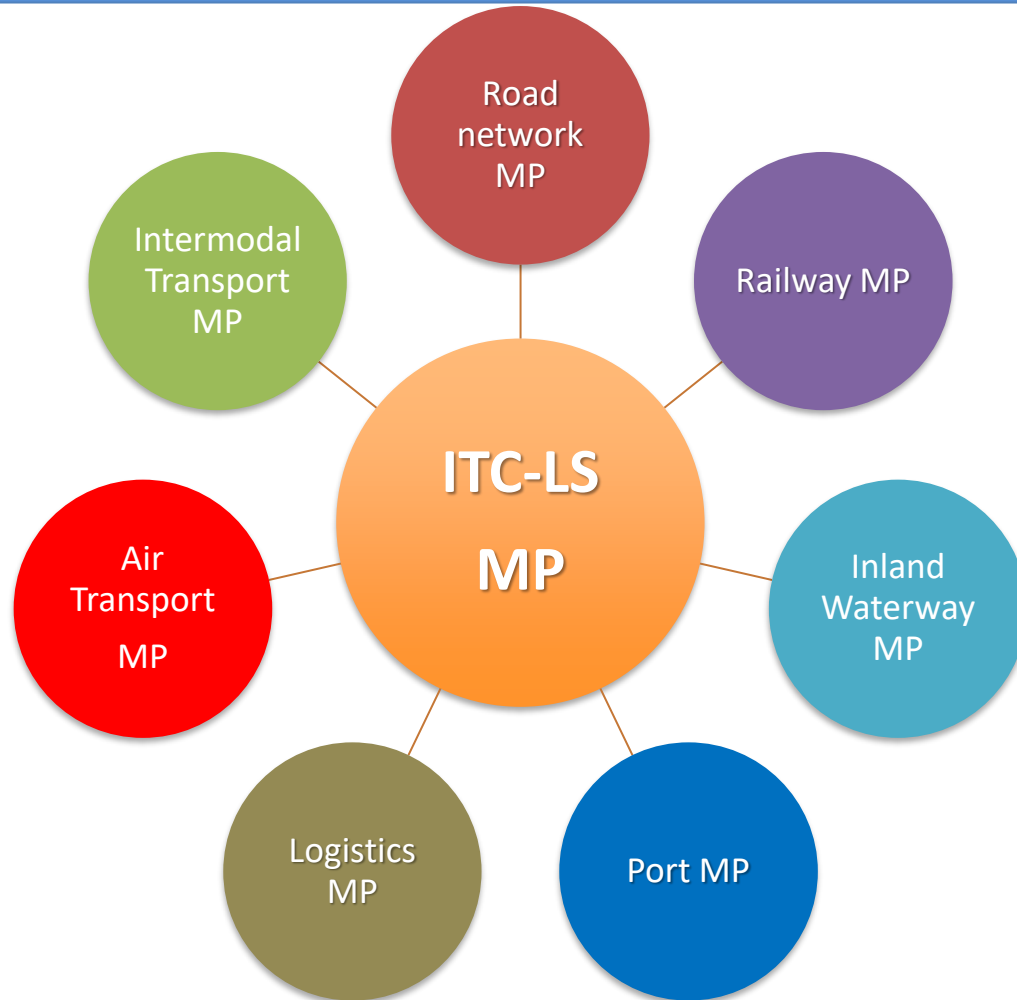 Road
network
MP
Railway MP
Inland
Waterway
MP
Port MP
Logistics
MP
Air
Transport
MP
Intermodal
Transport
MP
ITC-LS
MP